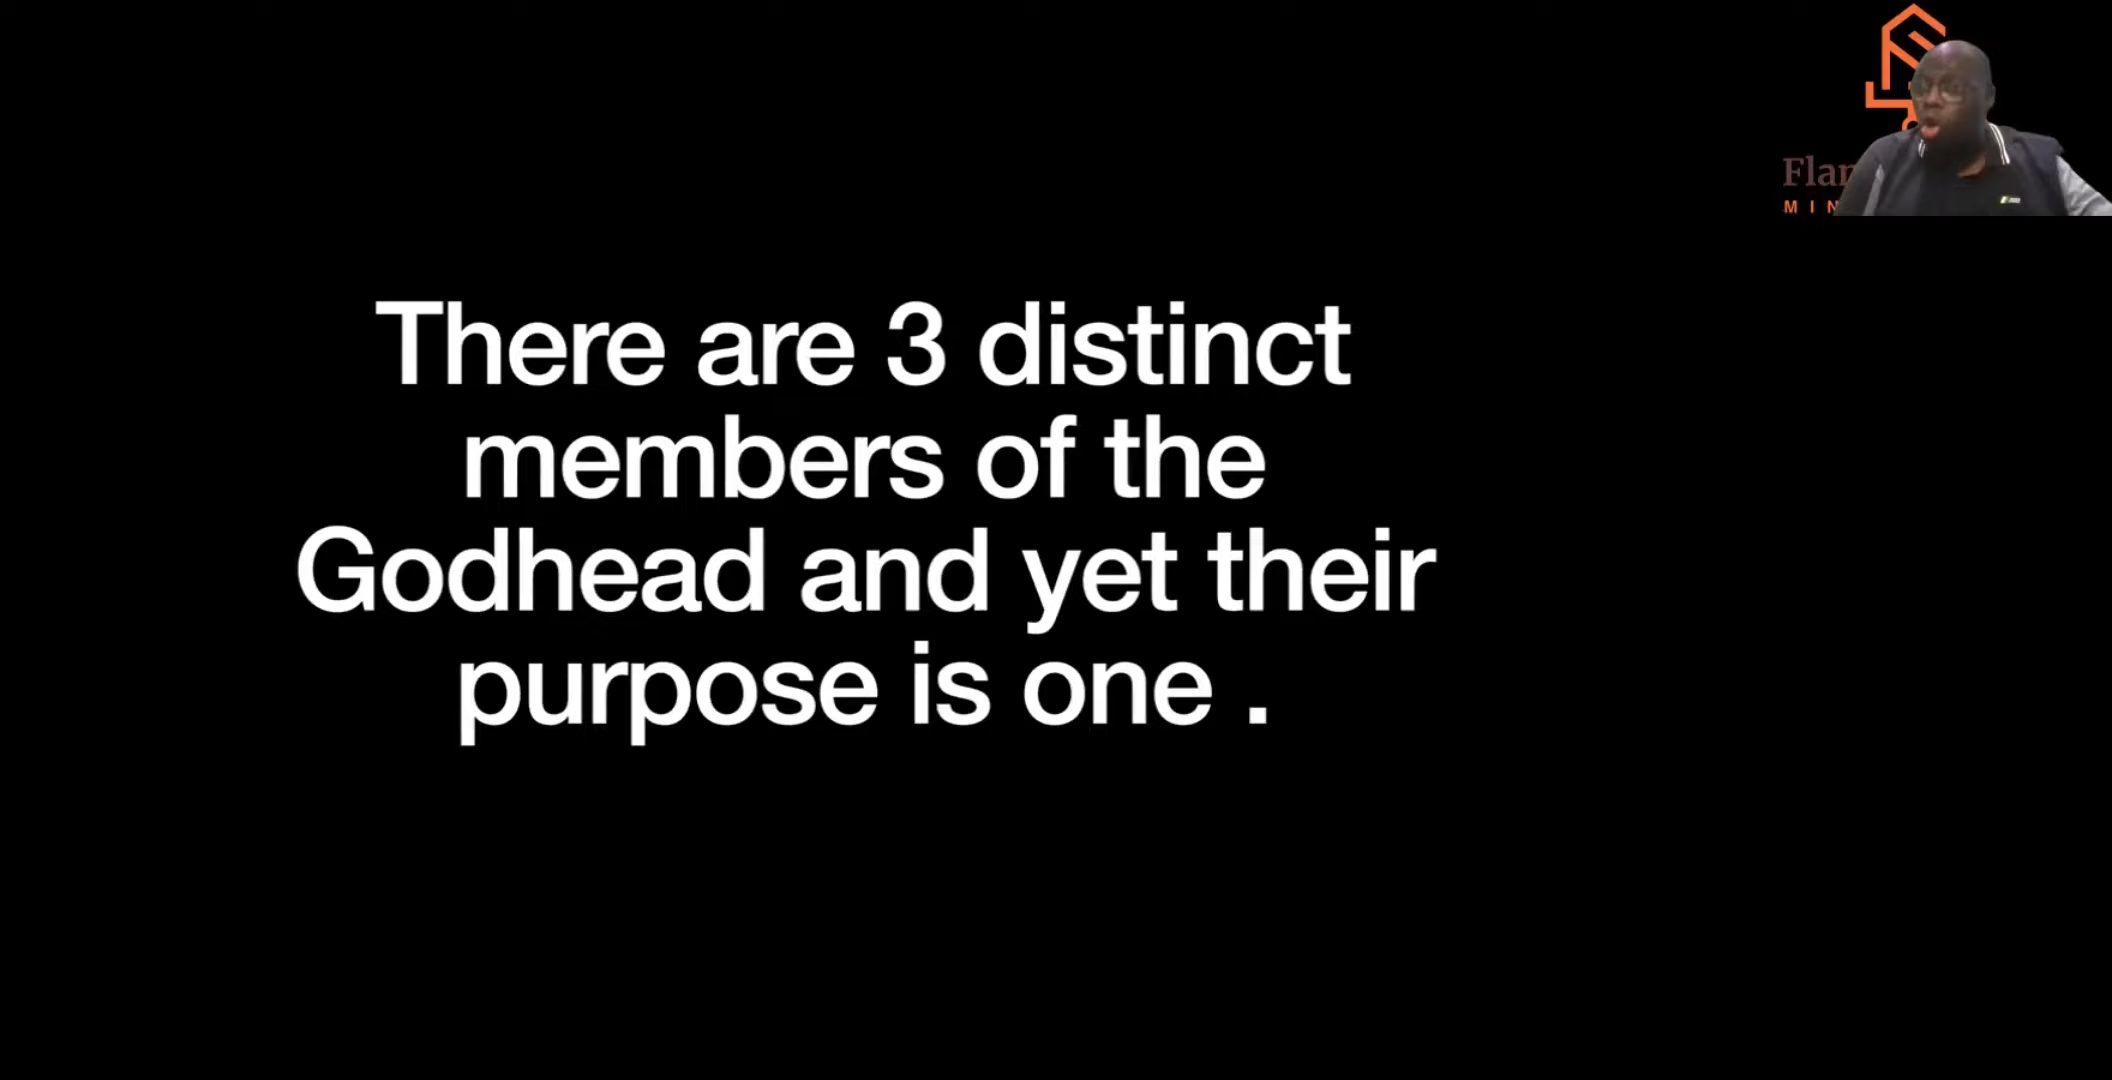 There are 3 distinct
members of the
Godhead and yet their
purpose is one .